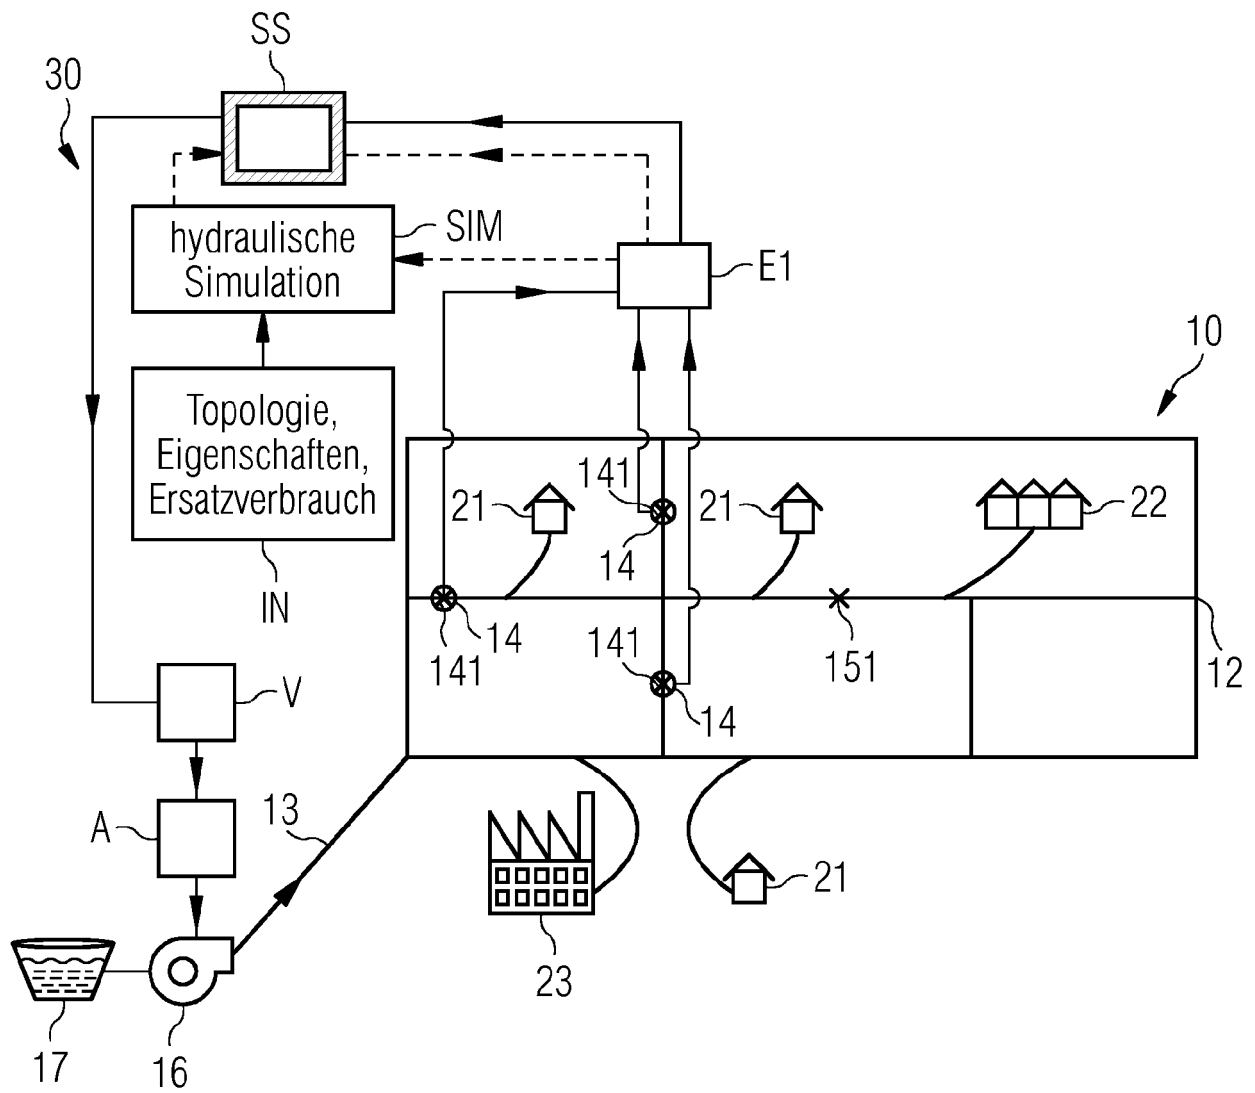 SS
30
hydraulische
Simulation
SIM
E1
10
Topologie,
Eigenschaften,
Ersatzverbrauch
IN
141
21
14
21
22
14
141
141
14
151
12
V
A
13
21
23
17
16